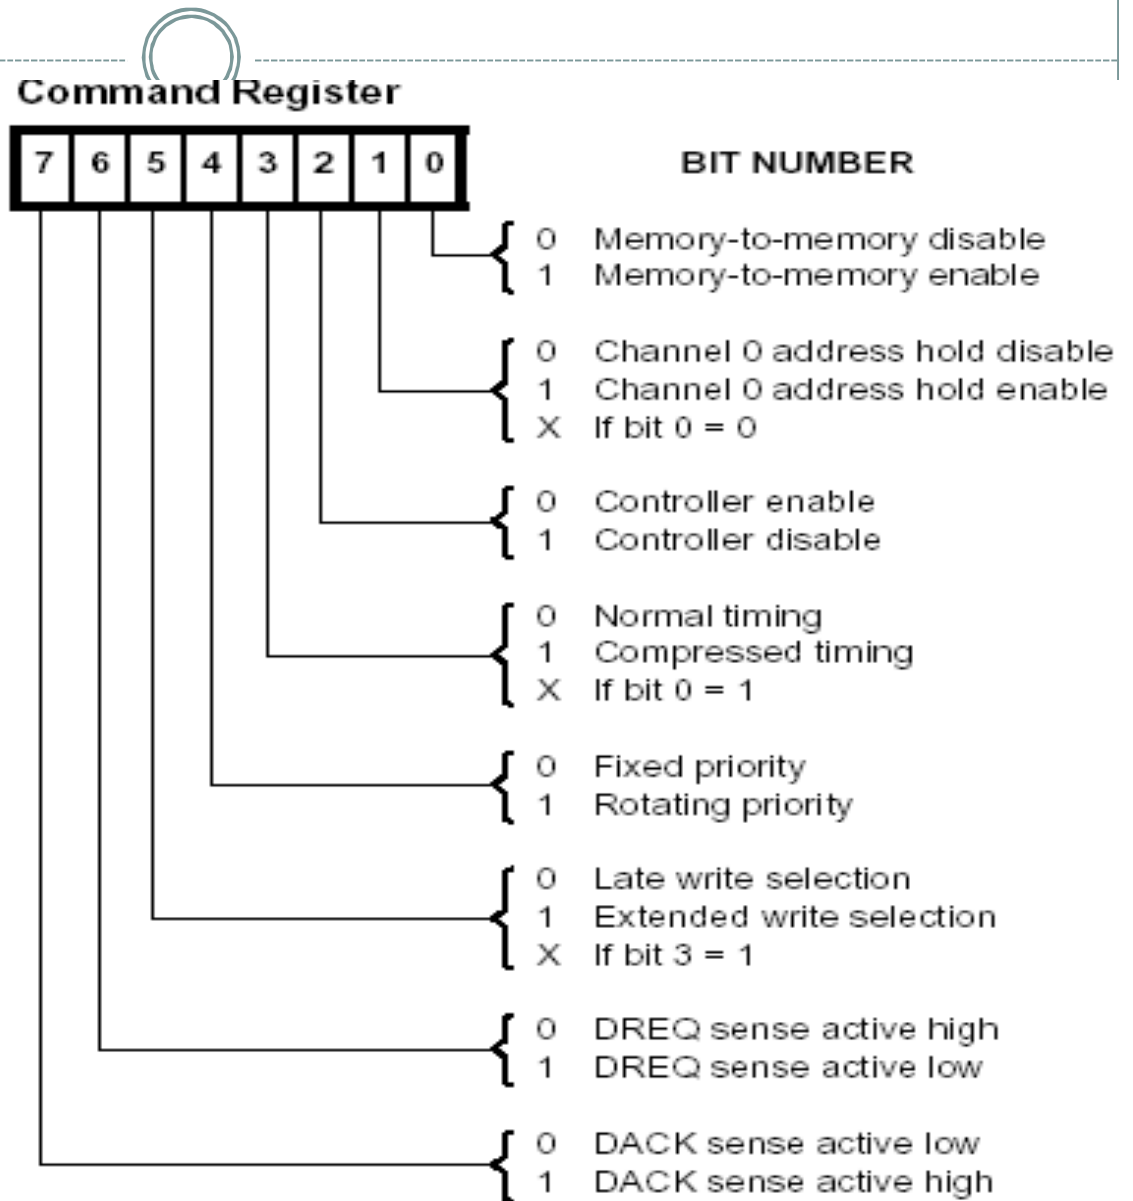 Command Register
7 6 5 4 3 2 1 0 BIT NUMBER
0 Memory-to-memory disable
1 Memory-to-memory enable
0 Channel 0 address hold disable
1 Channel 0 address hold enable
X If bit 0 = 0
0 Controller enable
1 Controller disable
0 Normal timing
1 Compressed timing
X If bit 0 = 1
0 Fixed priority
1 Rotating priority
0 Late write selection
1 Extended write selection
X If bit 3 = 1
0 DREQ sense active high
1 DREQ sense active low
0 DACK sense active low
1 DACK sense active high